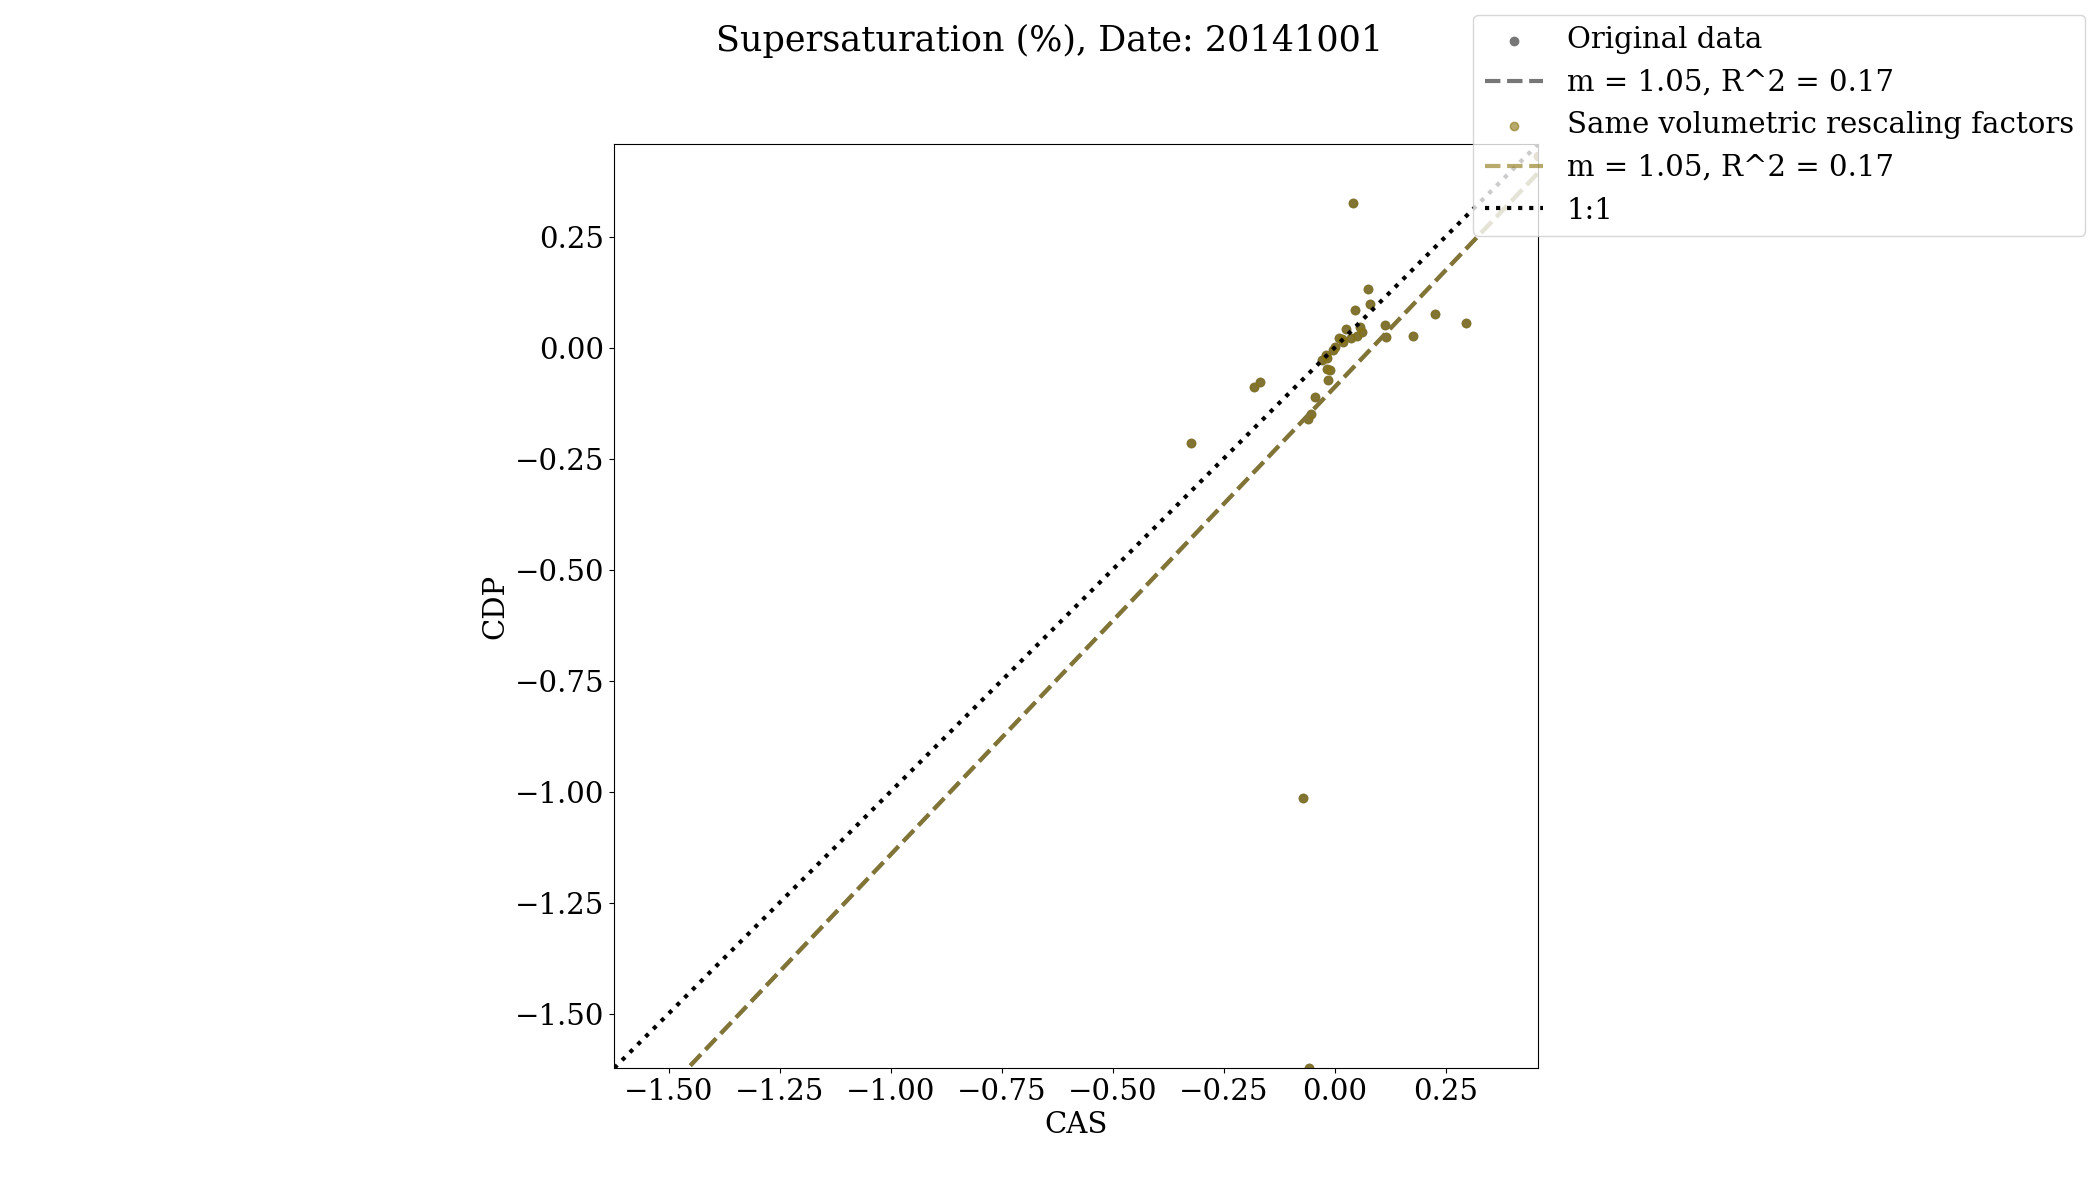 Supersaturation (%), Date: 20141001
Original data
m = 1.05, R^2 = 0.17
Same volumetric rescaling factors
m = 1.05, R^2 = 0.17
1:1
0.25
0.00
−0.25
−0.50
−0.75
−1.00
−1.25
−1.50
CDP
−1.50 −1.25 −1.00 −0.75 −0.50 −0.25 0.00 0.25
CAS